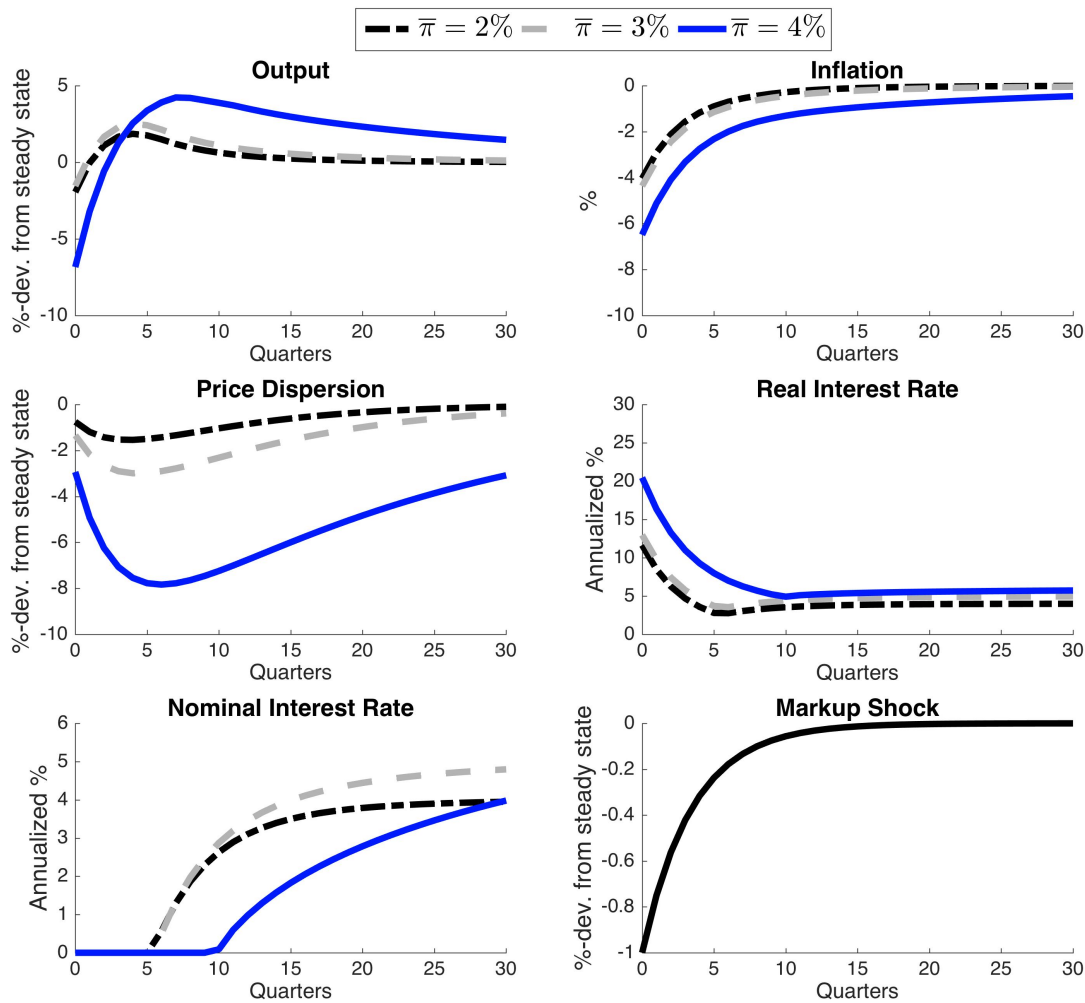 π̅ = 2% π̅ = 3% π̅ = 4%
Output
%-dev. from steady state
5
0
-5
-10
0 5 10 15 20 25 30
Quarters
Inflation
%
0
-2
-4
-6
-8
-10
0 5 10 15 20 25 30
Quarters
Price Dispersion
%-dev. from steady state
0
-2
-4
-6
-8
-10
0 5 10 15 20 25 30
Quarters
Real Interest Rate
Annualized %
30
25
20
15
10
5
0
0 5 10 15 20 25 30
Quarters
Nominal Interest Rate
Annualized %
6
5
4
3
2
1
0
0 5 10 15 20 25 30
Quarters
Markup Shock
%-dev. from steady state
0
-0.2
-0.4
-0.6
-0.8
-1
0 5 10 15 20 25 30
Quarters